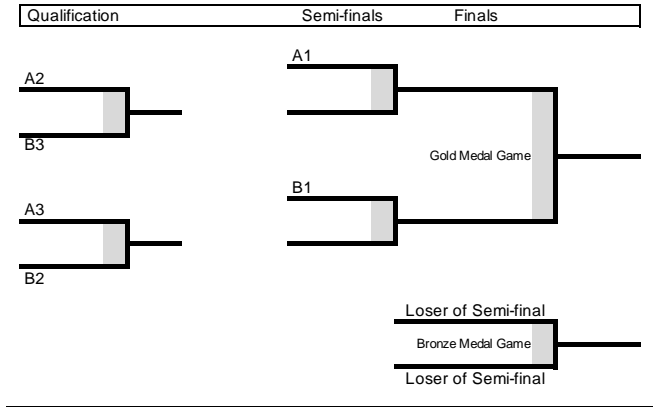 Qualification Semi-finals Finals
A1
A2
B3
Gold Medal Game
B1
A3
B2
Loser of Semi-final
Bronze Medal Game
Loser of Semi-final